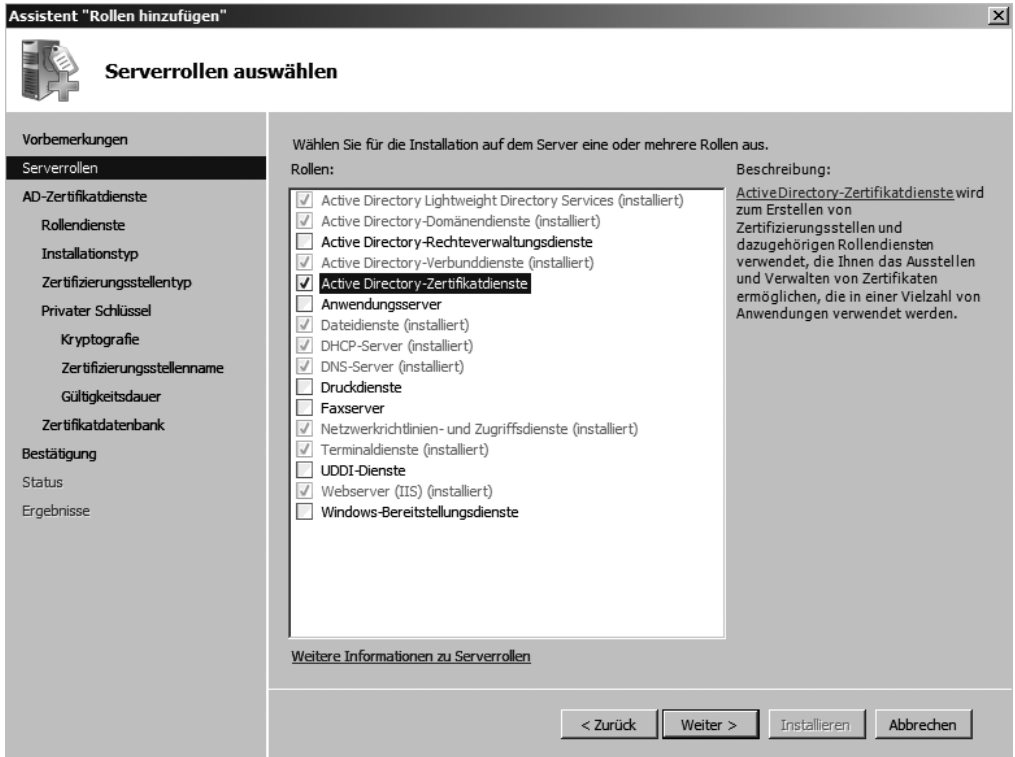 Assistent "Rollen hinzufügen"
Serverrollen auswählen
Vorbemerkungen
Serverrollen
AD-Zertifikatdienste
Rollendienste
Installationstyp
Zertifizierungsstellentyp
Privater Schlüssel
Kryptografie
Zertifizierungsstellenname
Gültigkeitsdauer
Zertifikatdatenbank
Bestätigung
Status
Ergebnisse
Wählen Sie für die Installation auf dem Server eine oder mehrere Rollen aus.
Rollen:
Active Directory Lightweight Directory Services (installiert)
Active Directory-Domänendienste (installiert)
Active Directory-Rechteverwaltungsdienste
Active Directory-Verbunddienste (installiert)
Active Directory-Zertifikatdienste
Anwendungsserver
Dateidienste (installiert)
DHCP-Server (installiert)
DNS-Server (installiert)
Druckdienste
Faxserver
Netzwerkrichtlinien- und Zugriffsdienste (installiert)
Terminaldienste (installiert)
UDDI-Dienste
Webserver (IIS) (installiert)
Windows-Bereitstellungsdienste
Weitere Informationen zu Serverrollen
Beschreibung:
Active Directory-Zertifikatdienste wird
zum Erstellen von
Zertifizierungsstellen und
dazugehörigen Rollendiensten
verwendet, die Ihnen das Ausstellen
und Verwalten von Zertifikaten
ermöglichen, die in einer Vielzahl von
Anwendungen verwendet werden.
< Zurück
Weiter >
Installieren
Abbrechen